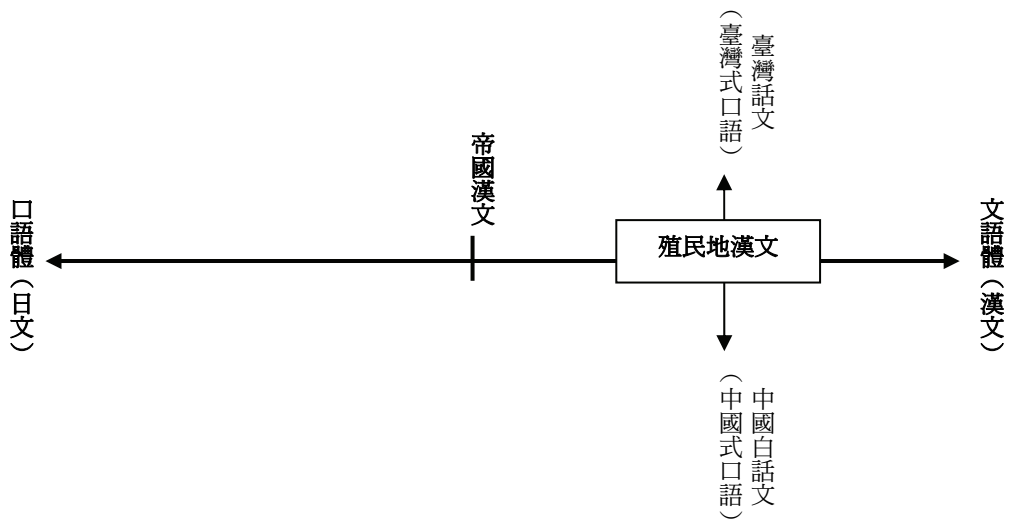 臺灣話文
（臺灣式口語）
帝國漢文
口語體（日文）
殖民地漢文
文語體（漢文）
中國白話文
（中國式口語）